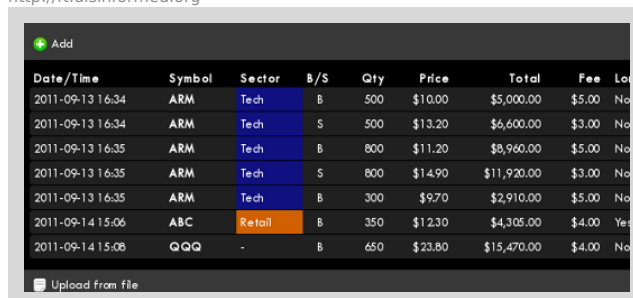 Add
Date/Time Symbol Sector B/S Qty Price Total Fee
2011-09-13 16:34 ARM Tech B 500 $10.00 $5,000.00 $5.00 No
2011-09-13 16:34 ARM Tech S 500 $13.20 $6,600.00 $3.00 No
2011-09-13 16:35 ARM Tech B 800 $11.20 $8,960.00 $5.00 No
2011-09-13 16:35 ARM Tech S 800 $14.90 $11,920.00 $3.00 No
2011-09-13 16:35 ARM Tech B 300 $9.70 $2,910.00 $5.00 No
2011-09-14 15:06 ABC Retail B 350 $12.30 $4,305.00 $4.00 Yes
2011-09-14 15:08 QQQ - B 650 $23.80 $15,470.00 $4.00 No
Upload from file